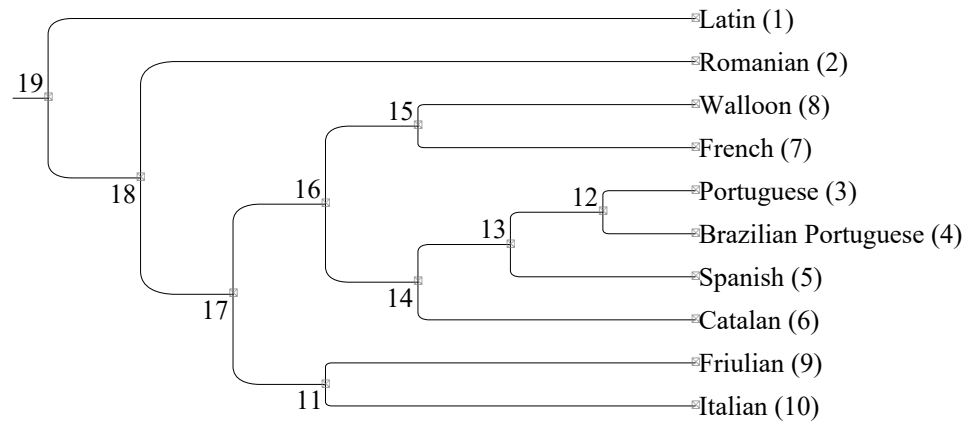 Latin (1)
Romanian (2)
19
Walloon (8)
15
French (7)
18
16
Portuguese (3)
12
Brazilian Portuguese (4)
13
Spanish (5)
17
14
Catalan (6)
Friulian (9)
11
Italian (10)